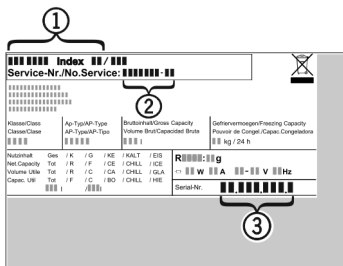 1
Index /
Service-Nr./No.Service: -
2
Klasse/Class
Classe/Clase
Ap-Typ/AP-Type
AP-Type/AP-Tipo
Bruttoinhalt/Gross Capacity
Volume Brut/Capacidad Bruta
l
Gefriervermoegen/Freezing Capacity
Pouvoir de Congel./Capac.Congeladora
kg / 24 h
Nutzinhalt Ges / K / G / KE / KALT / EIS
Net.Capacity Tot / R / F / CE / CHILL / ICE
Volume Utile Tot / R / C / CA / CHILL / GLA
Capac. Util Tot / F / C / BO / CHILL / HIE
l / l
R : g
W A - V Hz
Serial-Nr. . . .
3